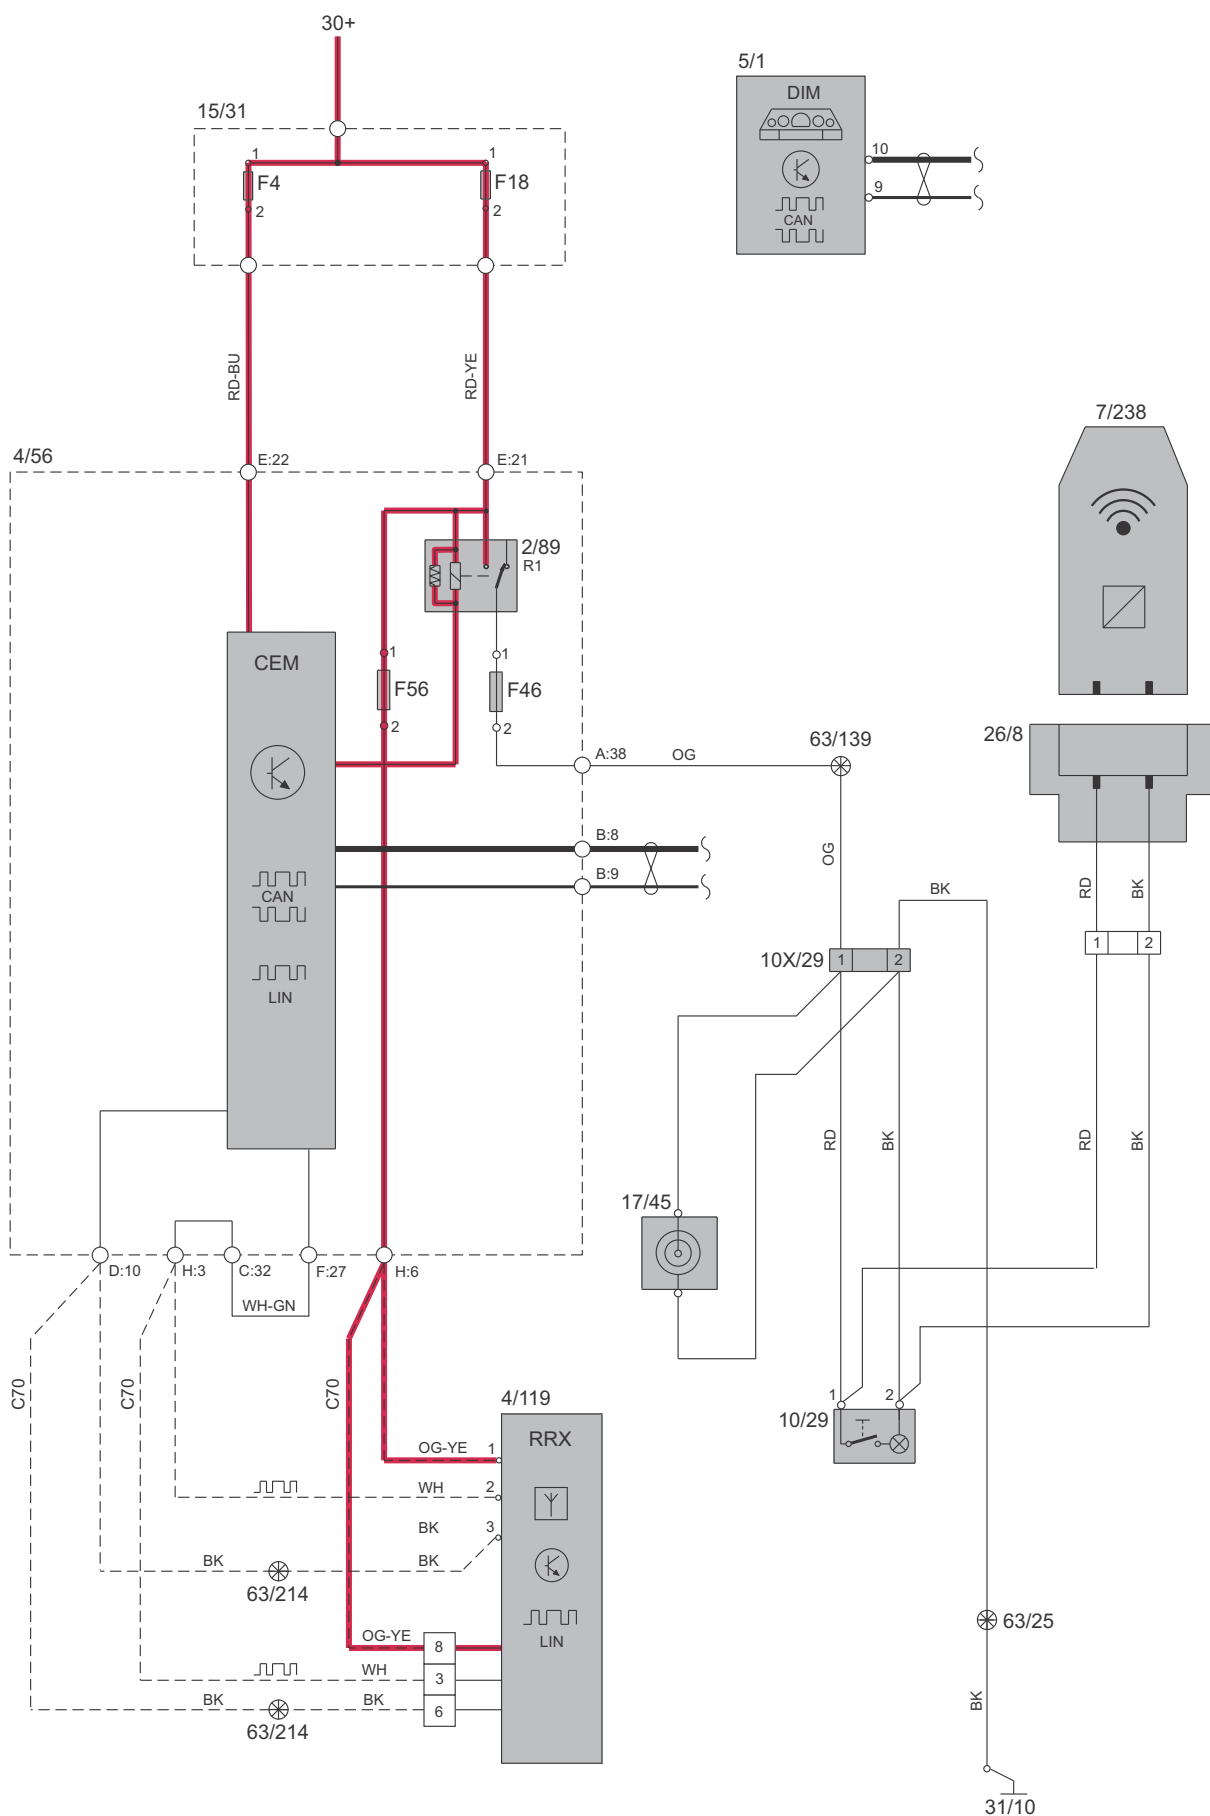 30+
5/1
15/31
DIM
10
9
CAN
1
F4
2
1
F18
2
RD-BU
RD-YE
7/238
4/56
E:22
E:21
2/89
R1
CEM
1
F56
2
1
F46
2
A:38
OG
63/139
26/8
B:8
B:9
CAN
LIN
OG
BK
RD
BK
10X/29
1
2
1
2
RD
BK
RD
BK
17/45
D:10
H:3
C:32
F:27
H:6
WH-GN
C70
C70
C70
4/119
RRX
1
2
10/29
OG-YE
1
WH
2
BK
3
BK
BK
63/214
LIN
OG-YE
8
WH
3
BK
BK
6
63/214
63/25
BK
31/10